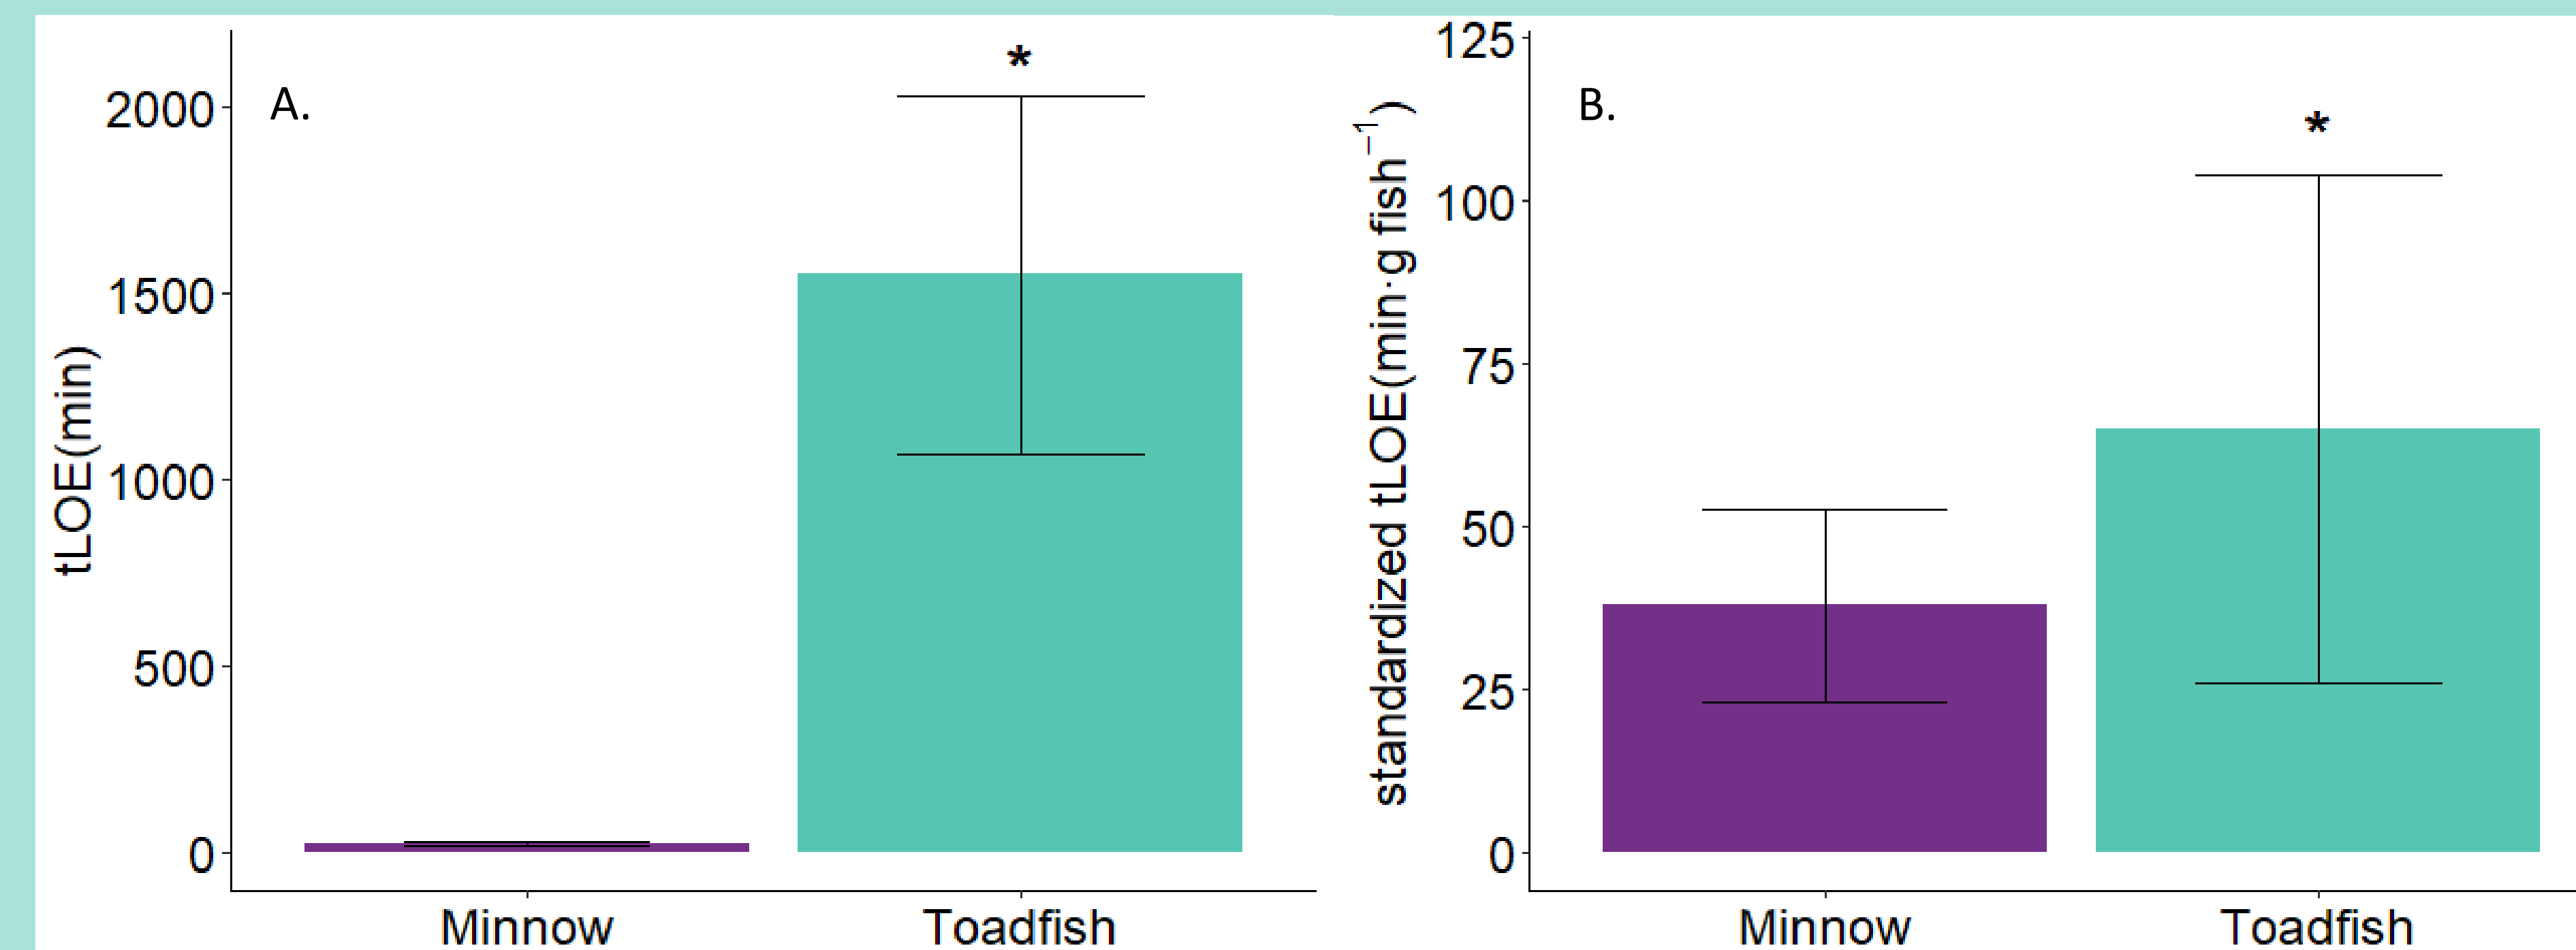 A.
*
2000
1500
1000
500
0
tLOE(min)
Minnow
Toadfish
B.
*
125
100
75
50
25
0
standardized tLOE(min·g fish⁻¹)
Minnow
Toadfish